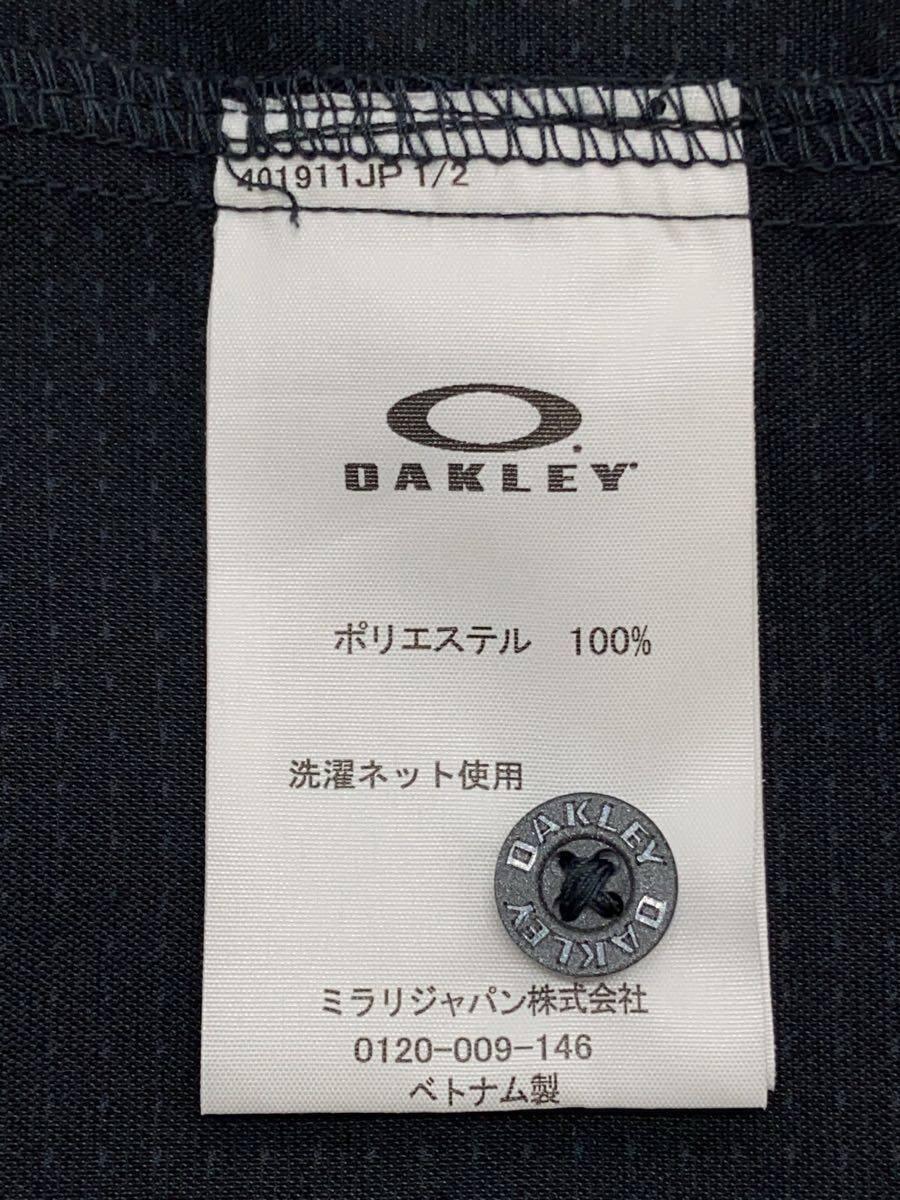 401911JP 1/2
OAKLEY
ポリエステル 100%
洗濯ネット使用
OAKLEY
OAKLEY
ミラリジャパン株式会社
0120-009-146
ベトナム製